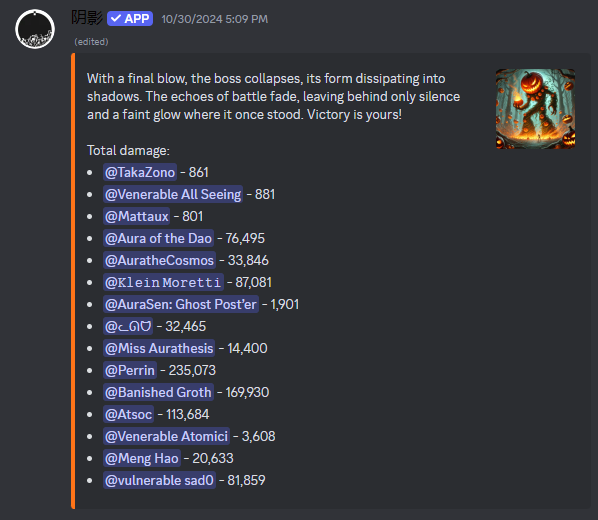 阴影 ✓ APP 10/30/2024 5:09 PM
(edited)
With a final blow, the boss collapses, its form dissipating into
shadows. The echoes of battle fade, leaving behind only silence
and a faint glow where it once stood. Victory is yours!
Total damage:
• @TakaZono - 861
• @Venerable All Seeing - 881
• @Mattaux - 801
• @Aura of the Dao - 76,495
• @AuratheCosmos - 33,846
• @𝙺𝚕𝚎𝚒𝚗 𝙼𝚘𝚛𝚎𝚝𝚝𝚒 - 87,081
• @AuraSen: Ghost Post'er - 1,901
• @ - 32,465
• @Miss Aurathesis - 14,400
• @Perrin - 235,073
• @Banished Groth - 169,930
• @Atsoc - 113,684
• @Venerable Atomici - 3,608
• @Meng Hao - 20,633
• @vulnerable sad0 - 81,859